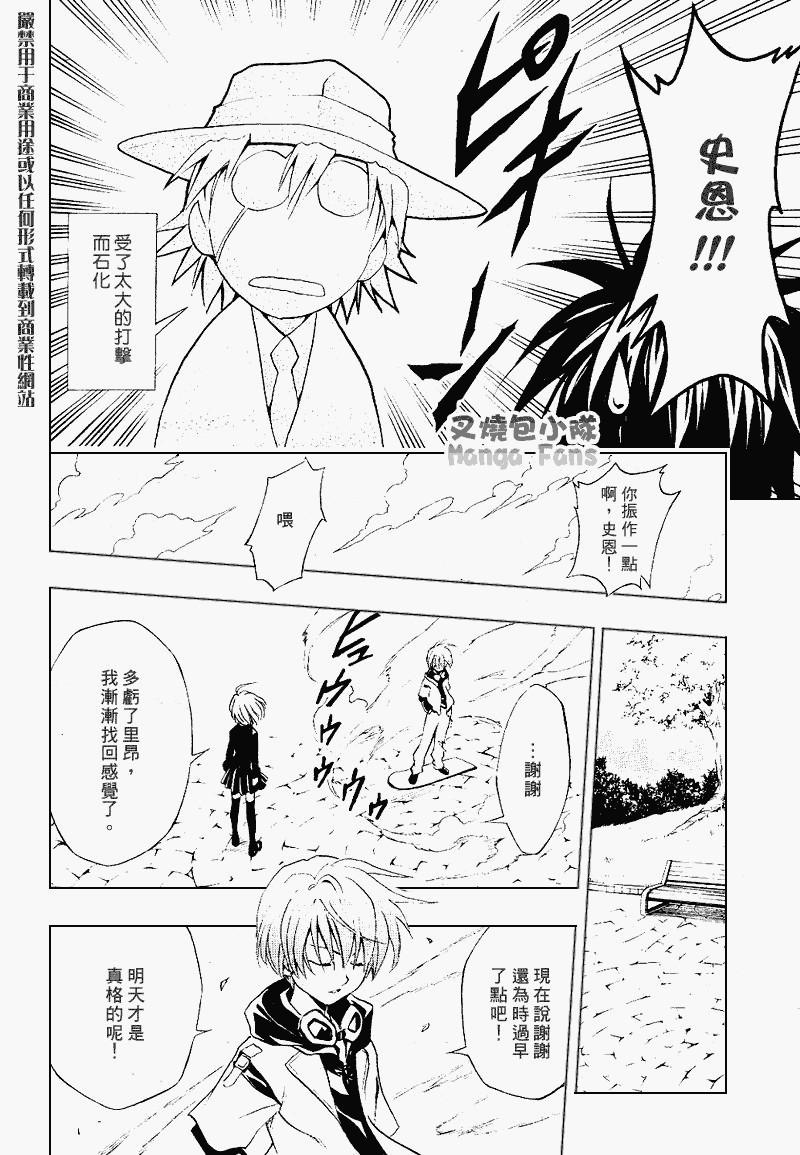 嚴禁用于商業用途或以任何形式轉載到商業性網站
史恩!!!
ピキーン
受了太大的打擊
而石化
叉燒包小隊
Manga Fans
你振作一點
啊，史恩！
喂
…謝謝
ビュウウウ
多虧了里昂，
我漸漸找回感覺了。
現在說謝謝
還為時過早
了點吧！
明天才是
真格的呢！